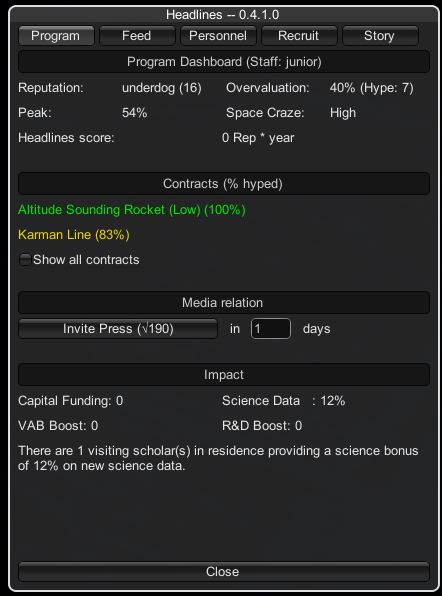 Headlines -- 0.4.1.0
Program Feed Personnel Recruit Story
Program Dashboard (Staff: junior)
Reputation: underdog (16) Overvaluation: 40% (Hype: 7)
Peak: 54% Space Craze: High
Headlines score: 0 Rep * year
Contracts (% hyped)
Altitude Sounding Rocket (Low) (100%)
Karman Line (83%)
Show all contracts
Media relation
Invite Press (√190) in 1 days
Impact
Capital Funding: 0 Science Data : 12%
VAB Boost: 0 R&D Boost: 0
There are 1 visiting scholar(s) in residence providing a science bonus
of 12% on new science data.
Close